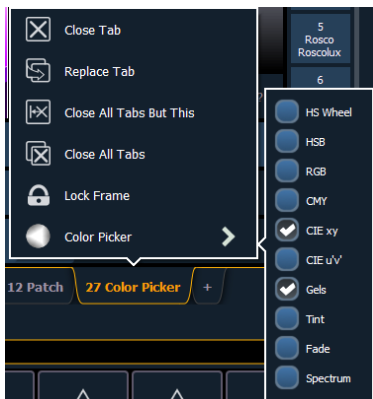 Close Tab
Replace Tab
Close All Tabs But This
Close All Tabs
Lock Frame
Color Picker
5
Rosco
Roscolux
6
HS Wheel
HSB
RGB
CMY
CIE xy
CIE u'v'
Gels
Tint
Fade
Spectrum
12 Patch
27 Color Picker
+